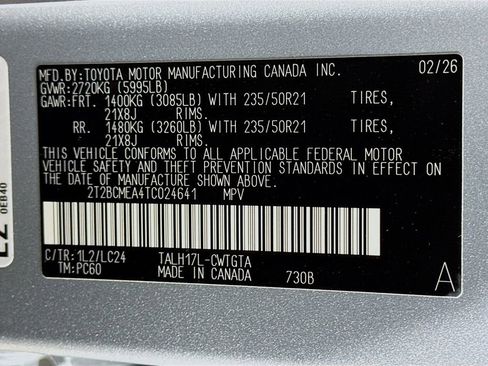 MFD.BY:TOYOTA MOTOR MANUFACTURING CANADA INC. 02/26
GVWR:2720KG (5995LB)
GAWR:FRT. 1400KG (3085LB) WITH 235/50R21 TIRES,
21X8J RIMS.
RR. 1480KG (3260LB) WITH 235/50R21 TIRES,
21X8J RIMS.
THIS VEHICLE CONFORMS TO ALL APPLICABLE FEDERAL MOTOR
VEHICLE SAFETY AND THEFT PREVENTION STANDARDS IN EFFECT
ON THE DATE OF MANUFACTURE SHOWN ABOVE.
2T2BCMEA4TC024641 MPV
C/TR:1L2/LC24 TALH17L-CWTGTA
TM:PC60 MADE IN CANADA 730B
A
0EB40